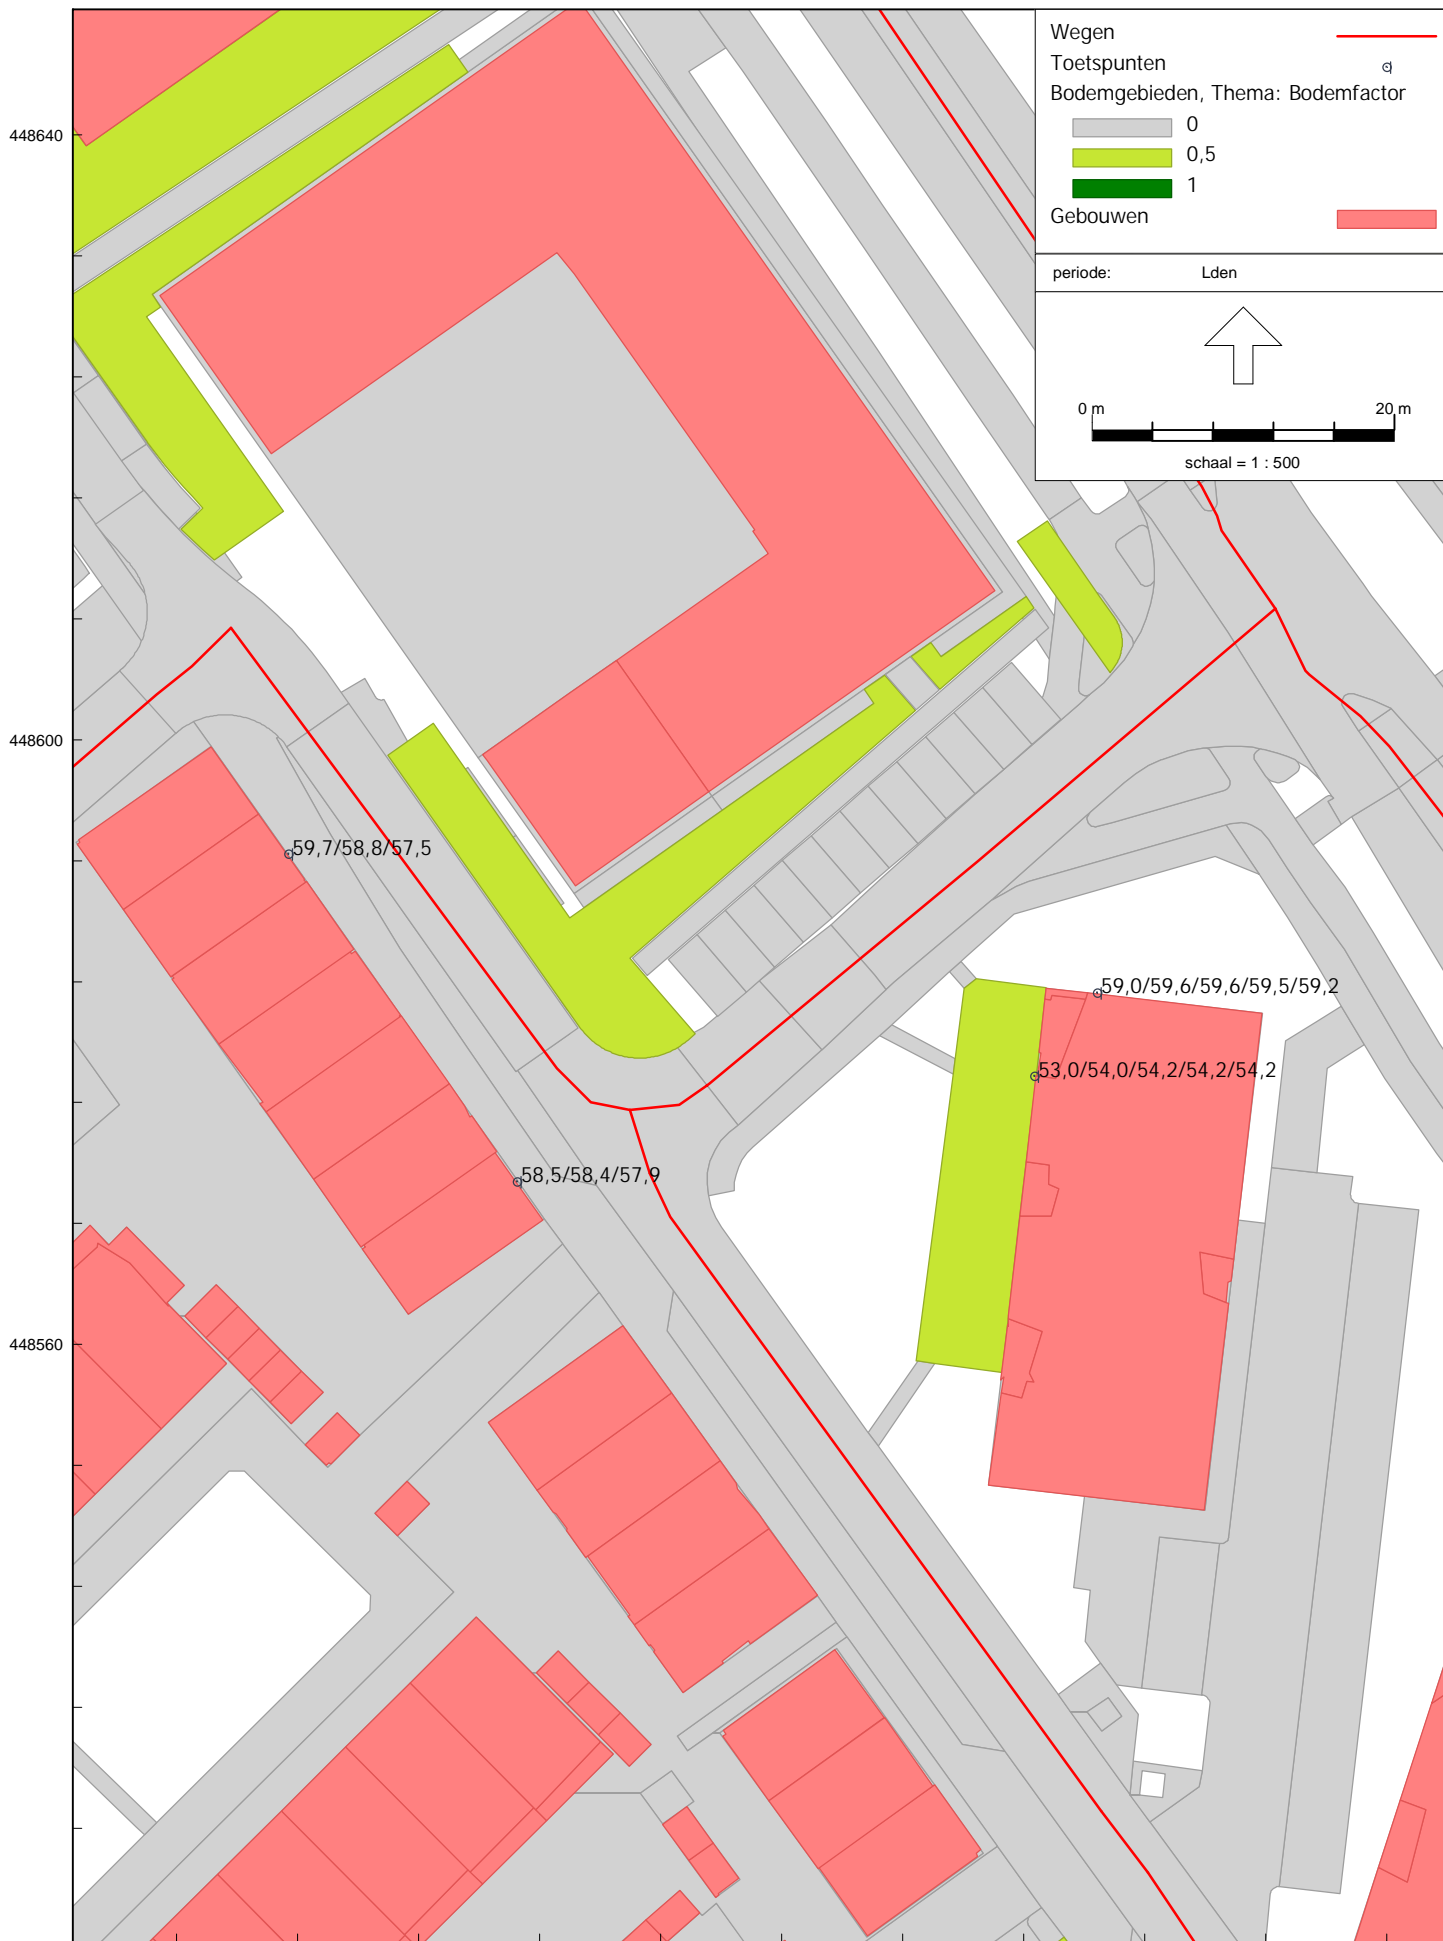 Wegen
Toetspunten
Bodemgebieden, Thema: Bodemfactor
0
0,5
1
Gebouwen
periode: Lden
0 m 20 m
schaal = 1 : 500
448640
448600
59,7/58,8/57,5
59,0/59,6/59,6/59,5/59,2
53,0/54,0/54,2/54,2/54,2
58,5/58,4/57,9
448560